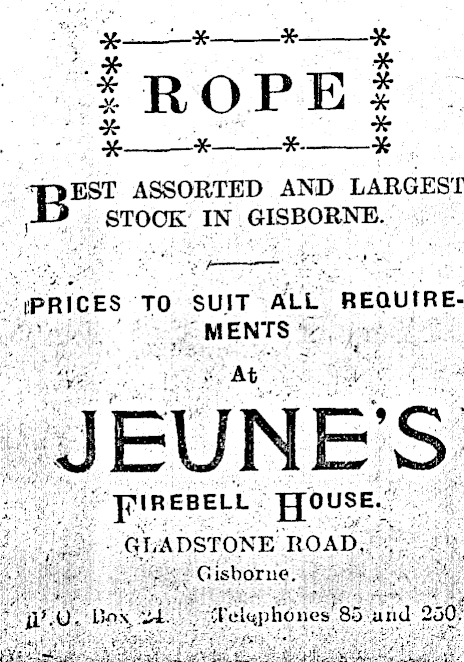 ROPE
BEST ASSORTED AND LARGEST
STOCK IN GISBORNE.
PRICES TO SUIT ALL REQUIRE-
MENTS
At
JEUNE'S
FIREBELL HOUSE.
GLADSTONE ROAD,
Gisborne.
P.O. Box 24. Telephones 85 and 250.